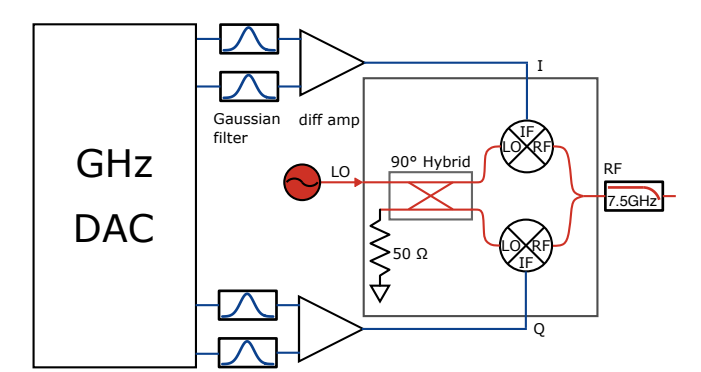 GHz
DAC
Gaussian
filter
diff amp
I
LO
90° Hybrid
IF
LO
RF
RF
7.5GHz
50 Ω
LO
RF
IF
Q